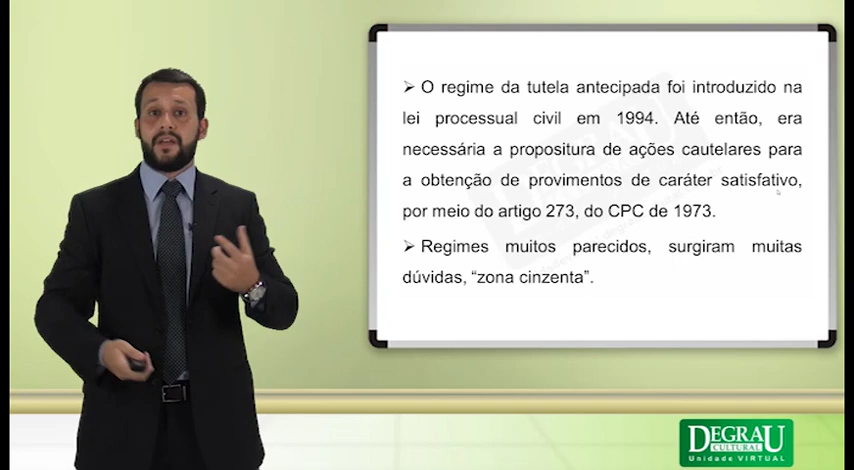 ➢ O regime da tutela antecipada foi introduzido na
lei processual civil em 1994. Até então, era
necessária a propositura de ações cautelares para
a obtenção de provimentos de caráter satisfativo,
por meio do artigo 273, do CPC de 1973.
➢ Regimes muitos parecidos, surgiram muitas
dúvidas, “zona cinzenta”.
DEGRAU
CULTURAL
Unidade VIRTUAL